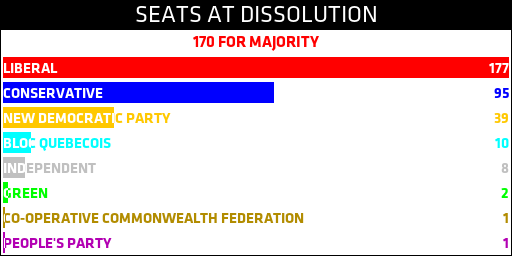 SEATS AT DISSOLUTION
170 FOR MAJORITY
LIBERAL 177
CONSERVATIVE 95
NEW DEMOCRATIC PARTY 39
BLOC QUEBECOIS 10
INDEPENDENT 8
GREEN 2
CO-OPERATIVE COMMONWEALTH FEDERATION 1
PEOPLE'S PARTY 1